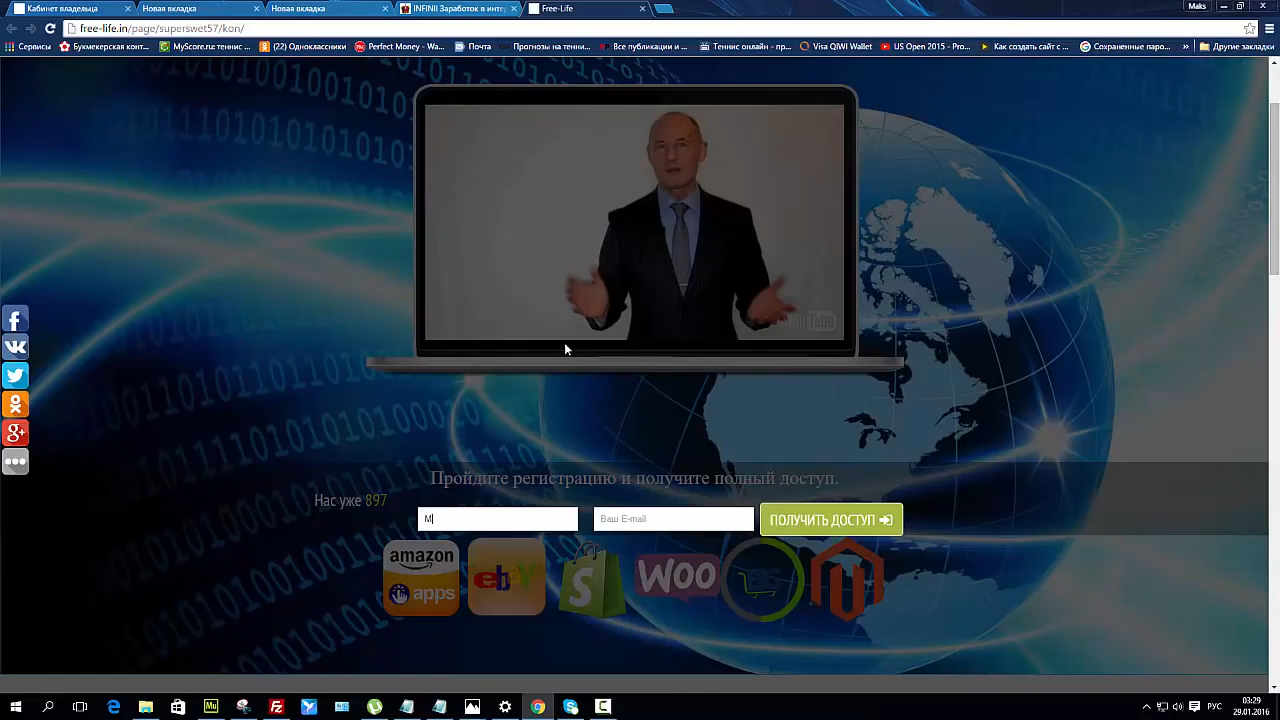 Кабинет владельца
Новая вкладка
Новая вкладка
INFINII Заработок в инте
Free-Life
Maks
free-life.in/page/superswet57/kon/
Сервисы
Букмекерская конт...
MyScore.ru: теннис ...
(22) Одноклассники
Perfect Money - Wa...
Почта
Прогнозы на тенни...
Все публикации и ...
Теннис онлайн - пр...
Visa QIWI Wallet
US Open 2015 - Pro...
Как создать сайт с ...
Сохраненные паро...
Другие закладки
Пройдите регистрацию и получите полный доступ.
Нас уже 897
М
Ваш E-mail
ПОЛУЧИТЬ ДОСТУП
amazon
apps
ebay
S
WOO
РУС
03:29
29.01.2016